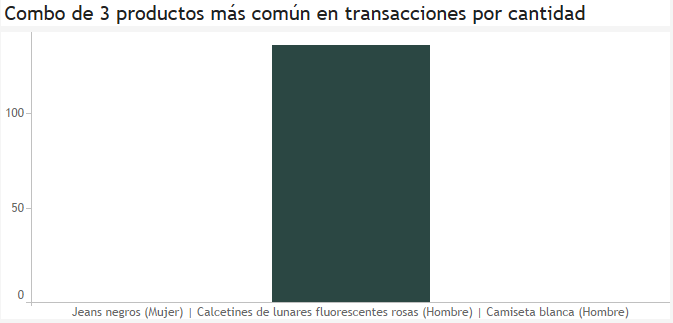 Combo de 3 productos más común en transacciones por cantidad
100
50
0
Jeans negros (Mujer) | Calcetines de lunares fluorescentes rosas (Hombre) | Camiseta blanca (Hombre)